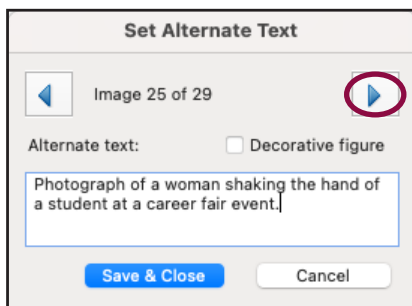 Set Alternate Text
Image 25 of 29
Alternate text:
Decorative figure
Photograph of a woman shaking the hand of
a student at a career fair event.
Save & Close
Cancel